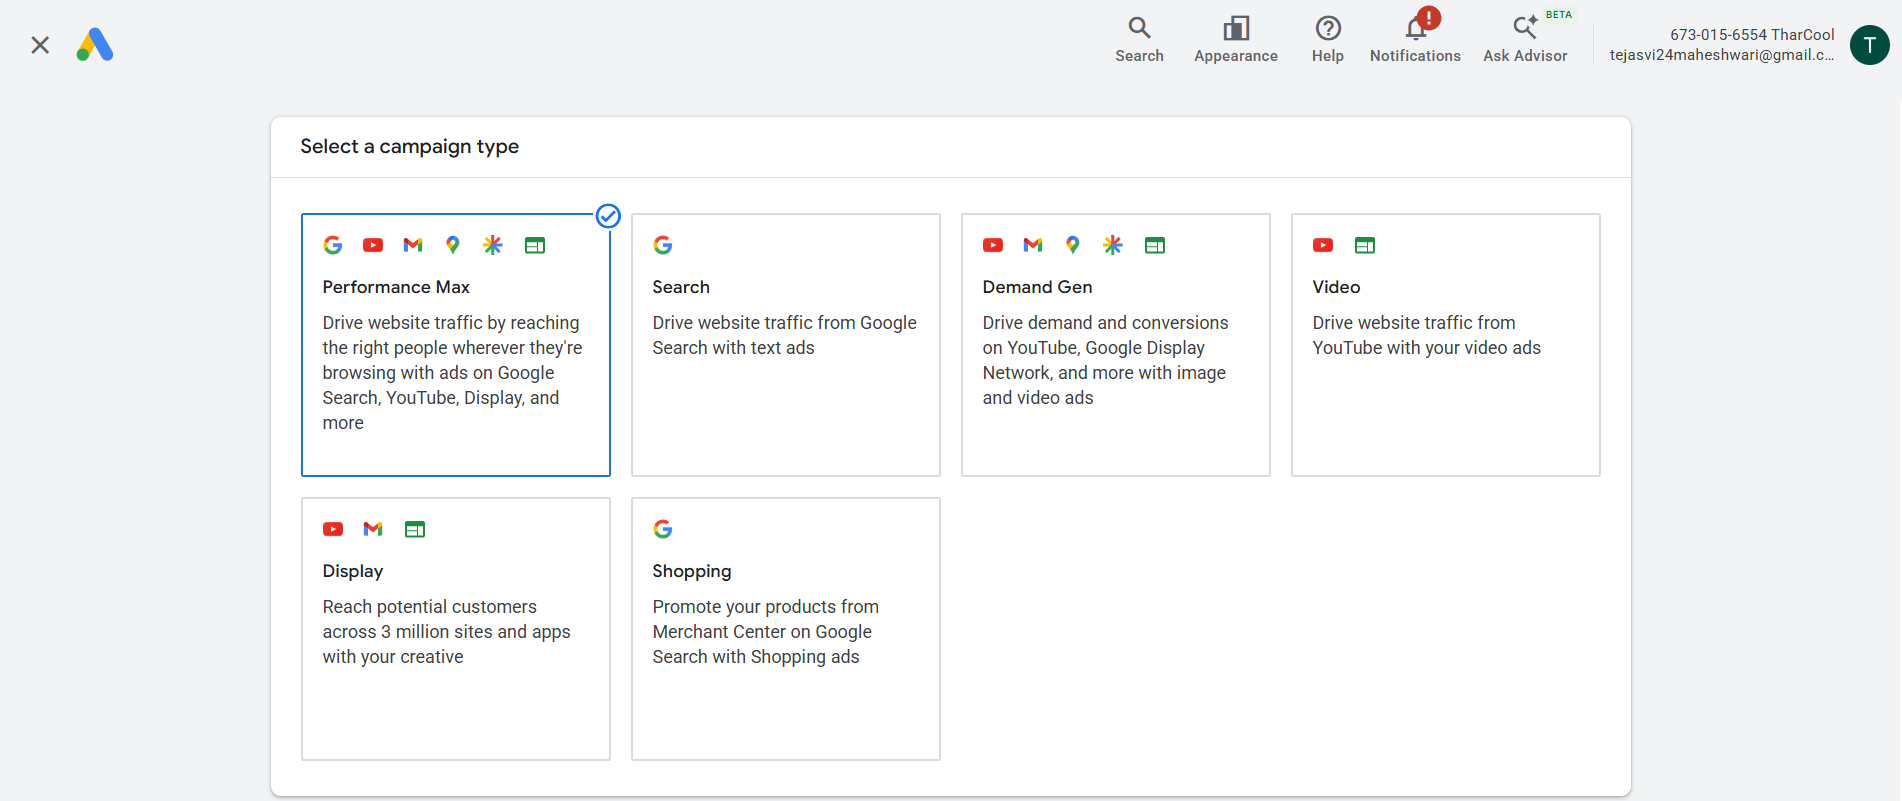 Search
Appearance
Help
Notifications
Ask Advisor
BETA
673-015-6554 TharCool
tejasvi24maheshwari@gmail.c...
T
Select a campaign type
Performance Max
Drive website traffic by reaching
the right people wherever they're
browsing with ads on Google
Search, YouTube, Display, and
more
Search
Drive website traffic from Google
Search with text ads
Demand Gen
Drive demand and conversions
on YouTube, Google Display
Network, and more with image
and video ads
Video
Drive website traffic from
YouTube with your video ads
Display
Reach potential customers
across 3 million sites and apps
with your creative
Shopping
Promote your products from
Merchant Center on Google
Search with Shopping ads